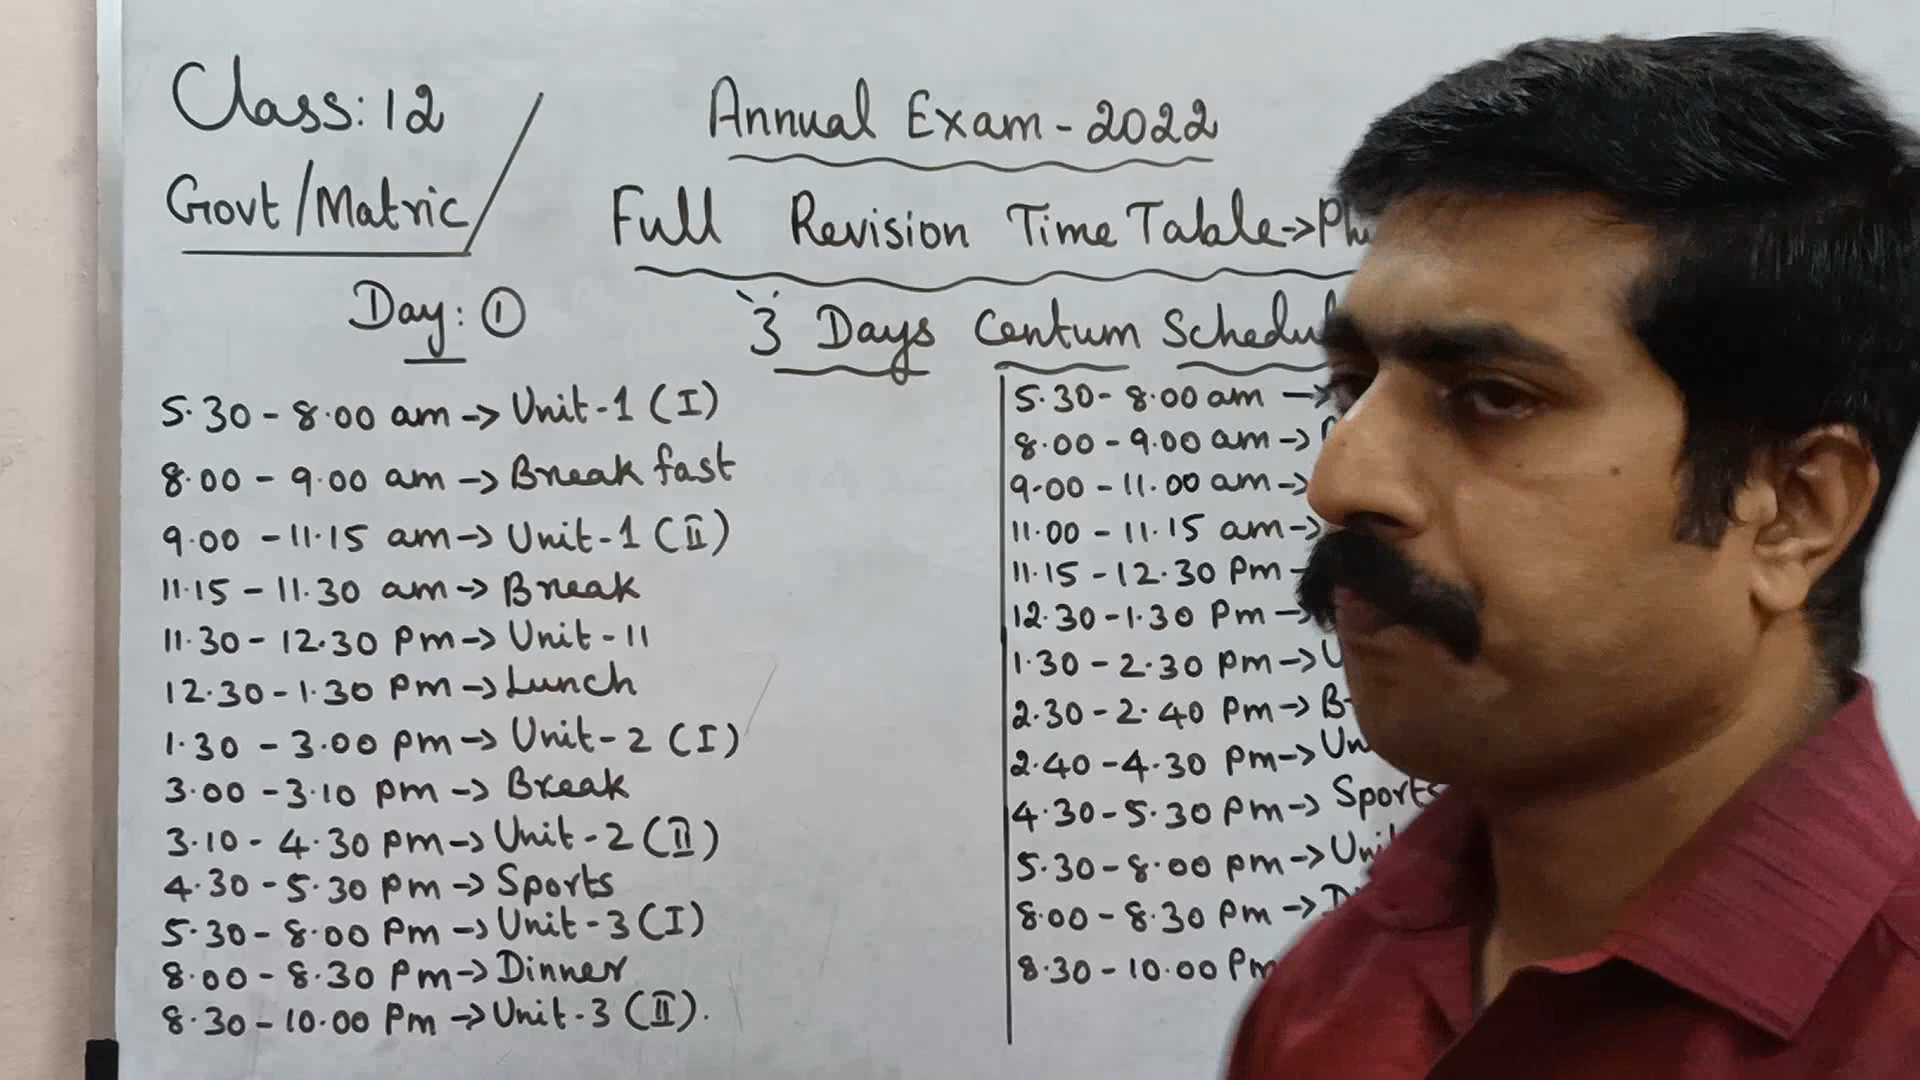 Class: 12
Govt/Matric
Annual Exam - 2022
Full Revision Time Table ->
Day: ①
3 Days Centum
5.30 - 8.00 am -> Unit-1 (I)
8.00 - 9.00 am -> Break fast
9.00 - 11.15 am -> Unit-1 (II)
11.15 - 11.30 am -> Break
11.30 - 12.30 Pm -> Unit-11
12.30 - 1.30 Pm -> Lunch
1.30 - 3.00 pm -> Unit-2 (I)
3.00 - 3.10 pm -> Break
3.10 - 4.30 pm -> Unit-2 (II)
4.30 - 5.30 pm -> Sports
5.30 - 8.00 Pm -> Unit-3 (I)
8.00 - 8.30 Pm -> Dinner
8.30 - 10.00 Pm -> Unit-3 (II).
5.30 - 8.00 am ->
8.00 - 9.00 am ->
9.00 - 11.00 am ->
11.00 - 11.15 am ->
11.15 - 12.30 Pm -
12.30 - 1.30 Pm ->
1.30 - 2.30 pm ->
2.30 - 2.40 pm ->
2.40 - 4.30 pm ->
4.30 - 5.30 pm -> Sports
5.30 - 8.00 pm ->
8.00 - 8.30 Pm ->
8.30 - 10.00 Pm